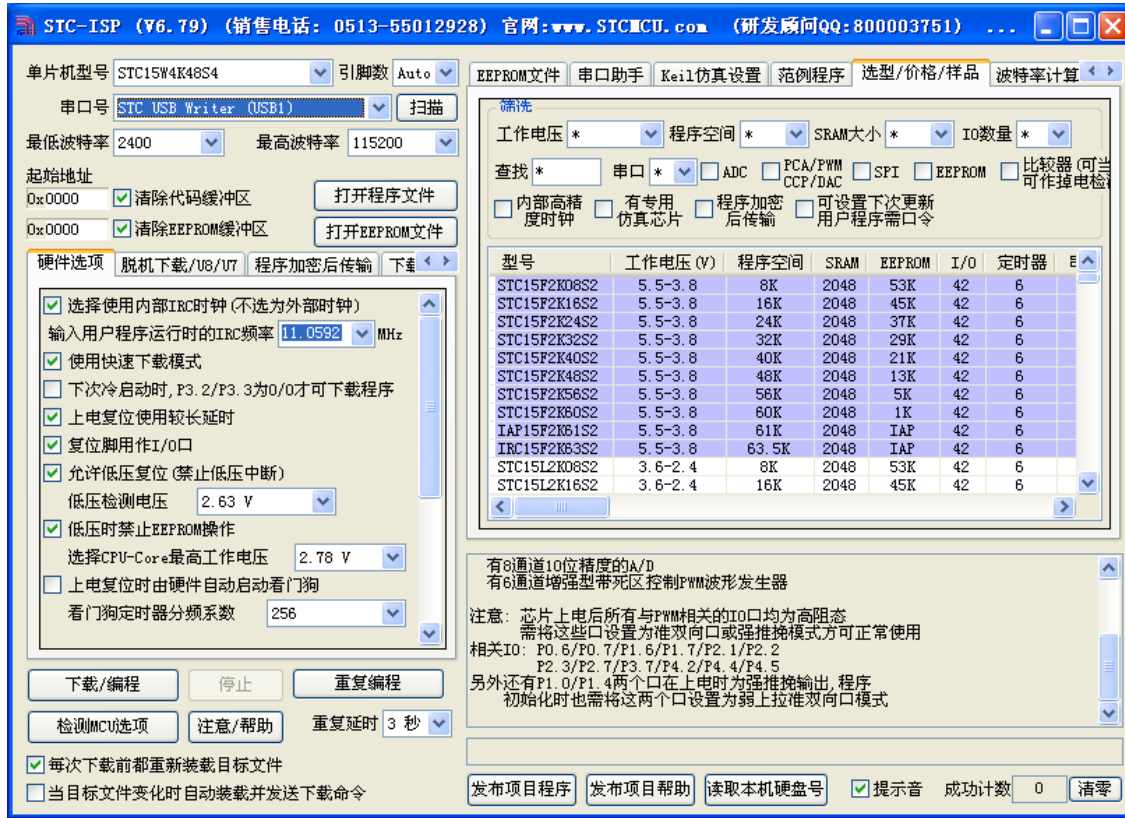 STC-ISP (V6.79) (销售电话: 0513-55012928) 官网:www.STCMCU.com (研发顾问QQ:800003751) ...
单片机型号 STC15W4K48S4 引脚数 Auto
串口号 STC USB Writer (USB1) 扫描
最低波特率 2400 最高波特率 115200
起始地址
0x0000 清除代码缓冲区 打开程序文件
0x0000 清除EEPROM缓冲区 打开EEPROM文件
硬件选项 脱机下载/U8/U7 程序加密后传输 下载
选择使用内部IRC时钟(不选为外部时钟)
输入用户程序运行时的IRC频率 11.0592 MHz
使用快速下载模式
下次冷启动时,P3.2/P3.3为0/0才可下载程序
上电复位使用较长延时
复位脚用作I/O口
允许低压复位(禁止低压中断)
低压检测电压 2.63 V
低压时禁止EEPROM操作
选择CPU-Core最高工作电压 2.78 V
上电复位时由硬件自动启动看门狗
看门狗定时器分频系数 256
下载/编程 停止 重复编程
检测MCU选项 注意/帮助 重复延时 3 秒
每次下载前都重新装载目标文件
当目标文件变化时自动装载并发送下载命令
EEPROM文件 串口助手 Keil仿真设置 范例程序 选型/价格/样品 波特率计算
筛选
工作电压 * 程序空间 * SRAM大小 * IO数量 *
查找 * 串口 * ADC PCA/PWM CCP/DAC SPI EEPROM 比较器(可当 可作掉电检测
内部高精度时钟 有专用仿真芯片 程序加密后传输 可设置下次更新用户程序需口令
型号 工作电压(V) 程序空间 SRAM EEPROM I/O 定时器
STC15F2K08S2 5.5-3.8 8K 2048 53K 42 6
STC15F2K16S2 5.5-3.8 16K 2048 45K 42 6
STC15F2K24S2 5.5-3.8 24K 2048 37K 42 6
STC15F2K32S2 5.5-3.8 32K 2048 29K 42 6
STC15F2K40S2 5.5-3.8 40K 2048 21K 42 6
STC15F2K48S2 5.5-3.8 48K 2048 13K 42 6
STC15F2K56S2 5.5-3.8 56K 2048 5K 42 6
STC15F2K60S2 5.5-3.8 60K 2048 1K 42 6
IAP15F2K61S2 5.5-3.8 61K 2048 IAP 42 6
IRC15F2K63S2 5.5-3.8 63.5K 2048 IAP 42 6
STC15L2K08S2 3.6-2.4 8K 2048 53K 42 6
STC15L2K16S2 3.6-2.4 16K 2048 45K 42 6
有8通道10位精度的A/D
有6通道增强型带死区控制PWM波形发生器
注意: 芯片上电后所有与PWM相关的IO口均为高阻态
需将这些口设置为准双向口或强推挽模式方可正常使用
相关IO: P0.6/P0.7/P1.6/P1.7/P2.1/P2.2
P2.3/P2.7/P3.7/P4.2/P4.4/P4.5
另外还有P1.0/P1.4两个口在上电时为强推挽输出,程序
初始化时也需将这两个口设置为弱上拉准双向口模式
发布项目程序 发布项目帮助 读取本机硬盘号 提示音 成功计数 0 清零